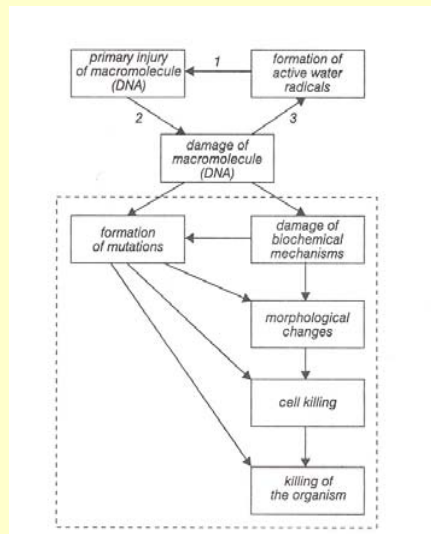 primary injury
of macromolecule
(DNA)
1
formation of
active water
radicals
2
3
damage of
macromolecule
(DNA)
formation
of mutations
damage of
biochemical
mechanisms
morphological
changes
cell killing
killing of
the organism